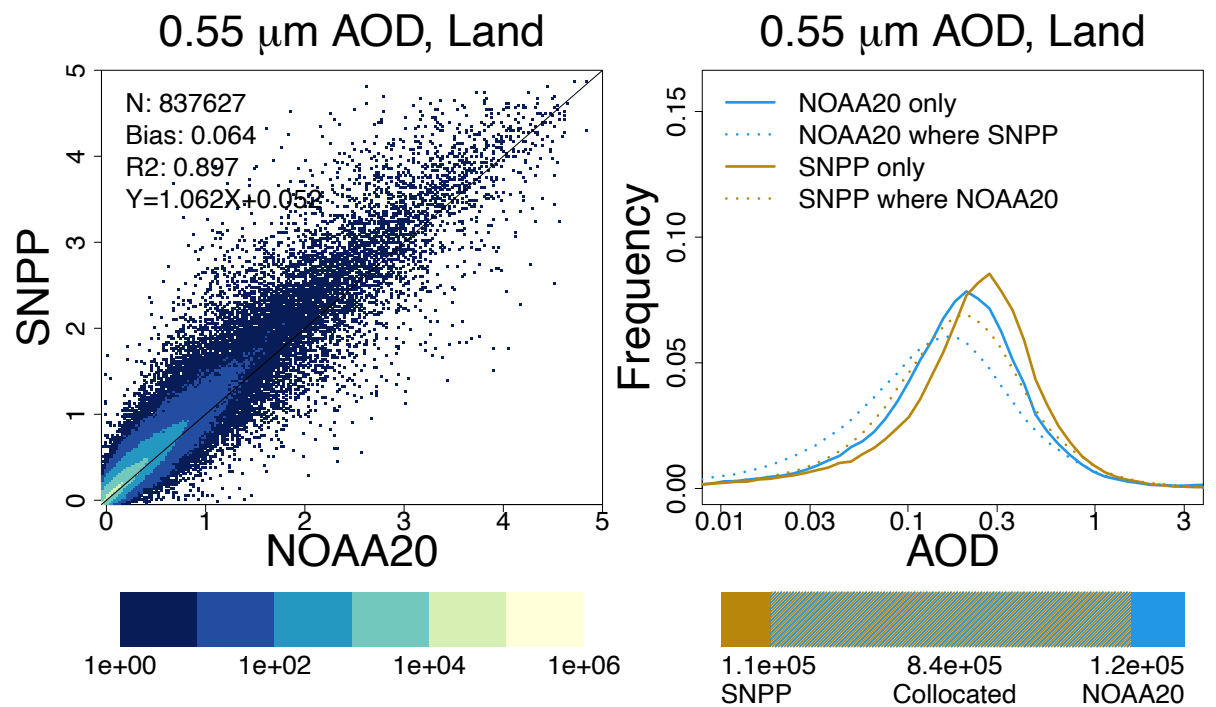 0.55 μm AOD, Land
N: 837627
Bias: 0.064
R2: 0.897
Y=1.062X+0.052
SNPP
5
4
3
2
1
0
0 1 2 3 4 5
NOAA20
1e+00 1e+02 1e+04 1e+06
0.55 μm AOD, Land
NOAA20 only
NOAA20 where SNPP
SNPP only
SNPP where NOAA20
Frequency
0.15
0.10
0.05
0.00
0.01 0.03 0.1 0.3 1 3
AOD
1.1e+05 8.4e+05 1.2e+05
SNPP Collocated NOAA20